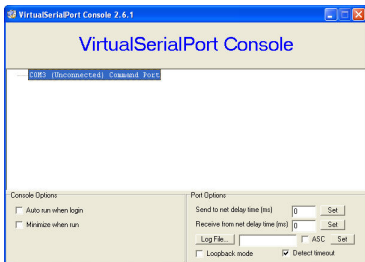 VirtualSerialPort Console 2.6.1
VirtualSerialPort Console
COM3 (Unconnected) Command Port
Console Options
Auto run when login
Minimize when run
Port Options
Send to net delay time (ms) 0 Set
Receive from net delay time (ms) 0 Set
Log File... ASC Set
Loopback mode Detect timeout